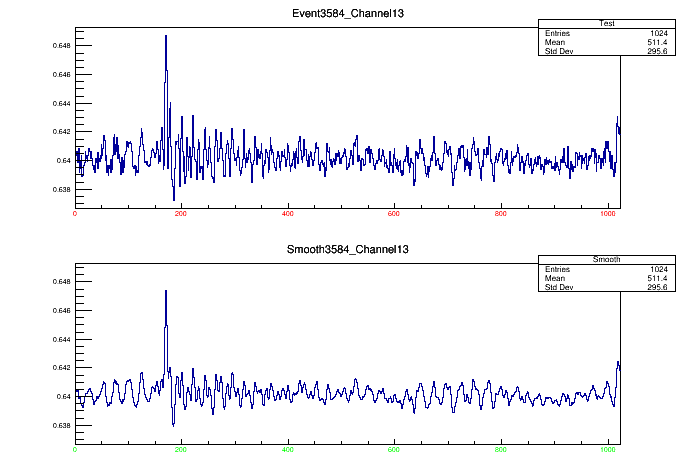 Event3584_Channel13
Test
Entries 1024
Mean 511.4
Std Dev 295.6
0.648
0.646
0.644
0.642
0.64
0.638
0 200 400 600 800 1000
Smooth3584_Channel13
Smooth
Entries 1024
Mean 511.4
Std Dev 295.6
0.648
0.646
0.644
0.642
0.64
0.638
0 200 400 600 800 1000